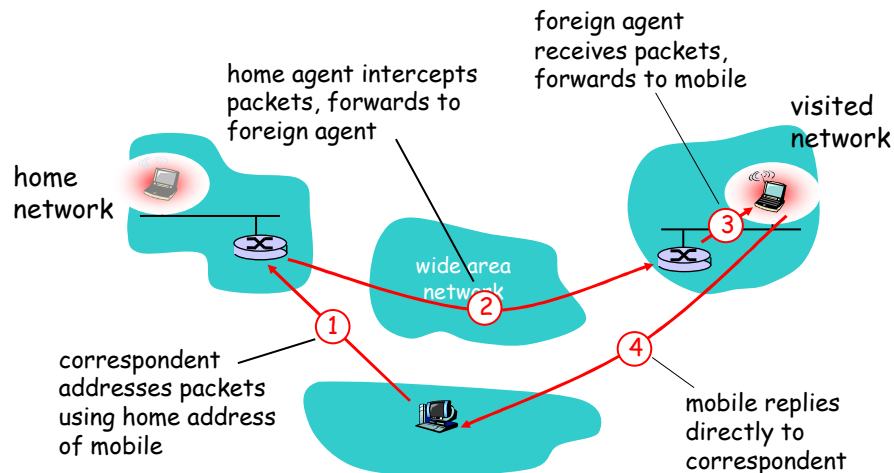 foreign agent
receives packets,
forwards to mobile
home agent intercepts
packets, forwards to
foreign agent
visited
network
home
network
wide area
network
1
2
3
4
correspondent
addresses packets
using home address
of mobile
mobile replies
directly to
correspondent